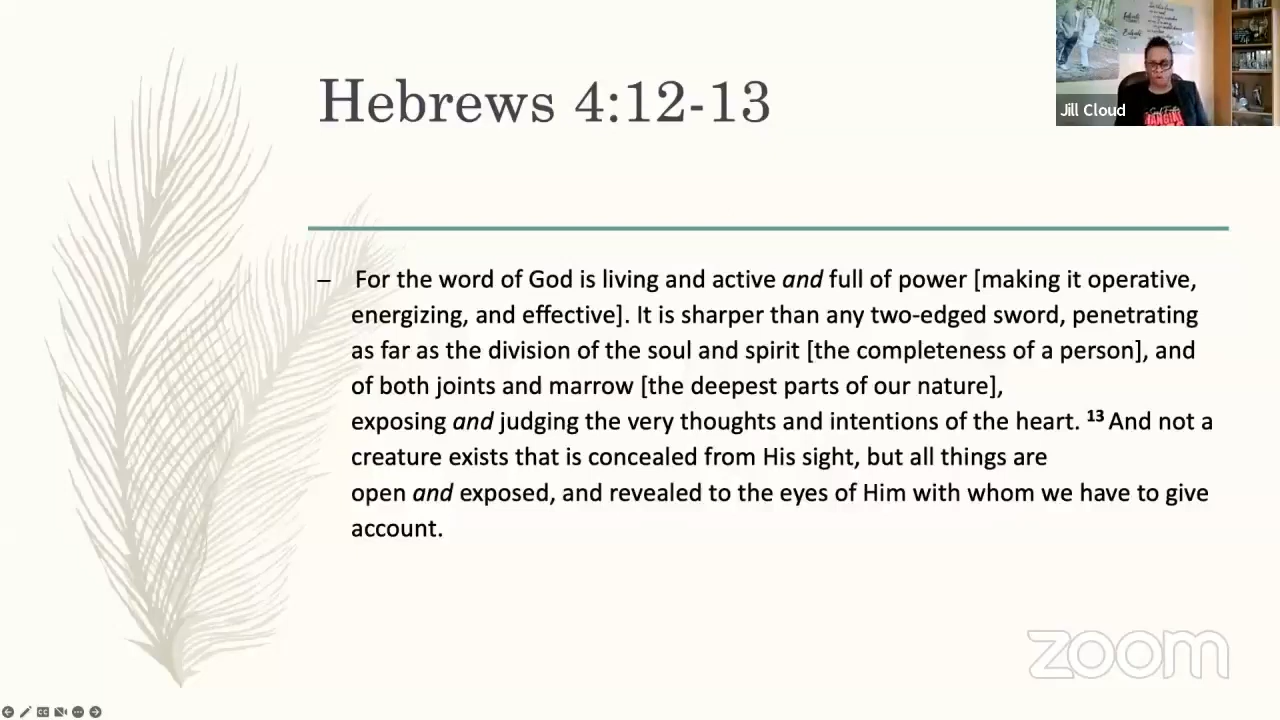 Hebrews 4:12-13
Jill Cloud
– For the word of God is living and active and full of power [making it operative,
energizing, and effective]. It is sharper than any two-edged sword, penetrating
as far as the division of the soul and spirit [the completeness of a person], and
of both joints and marrow [the deepest parts of our nature],
exposing and judging the very thoughts and intentions of the heart. ¹³ And not a
creature exists that is concealed from His sight, but all things are
open and exposed, and revealed to the eyes of Him with whom we have to give
account.
zoom